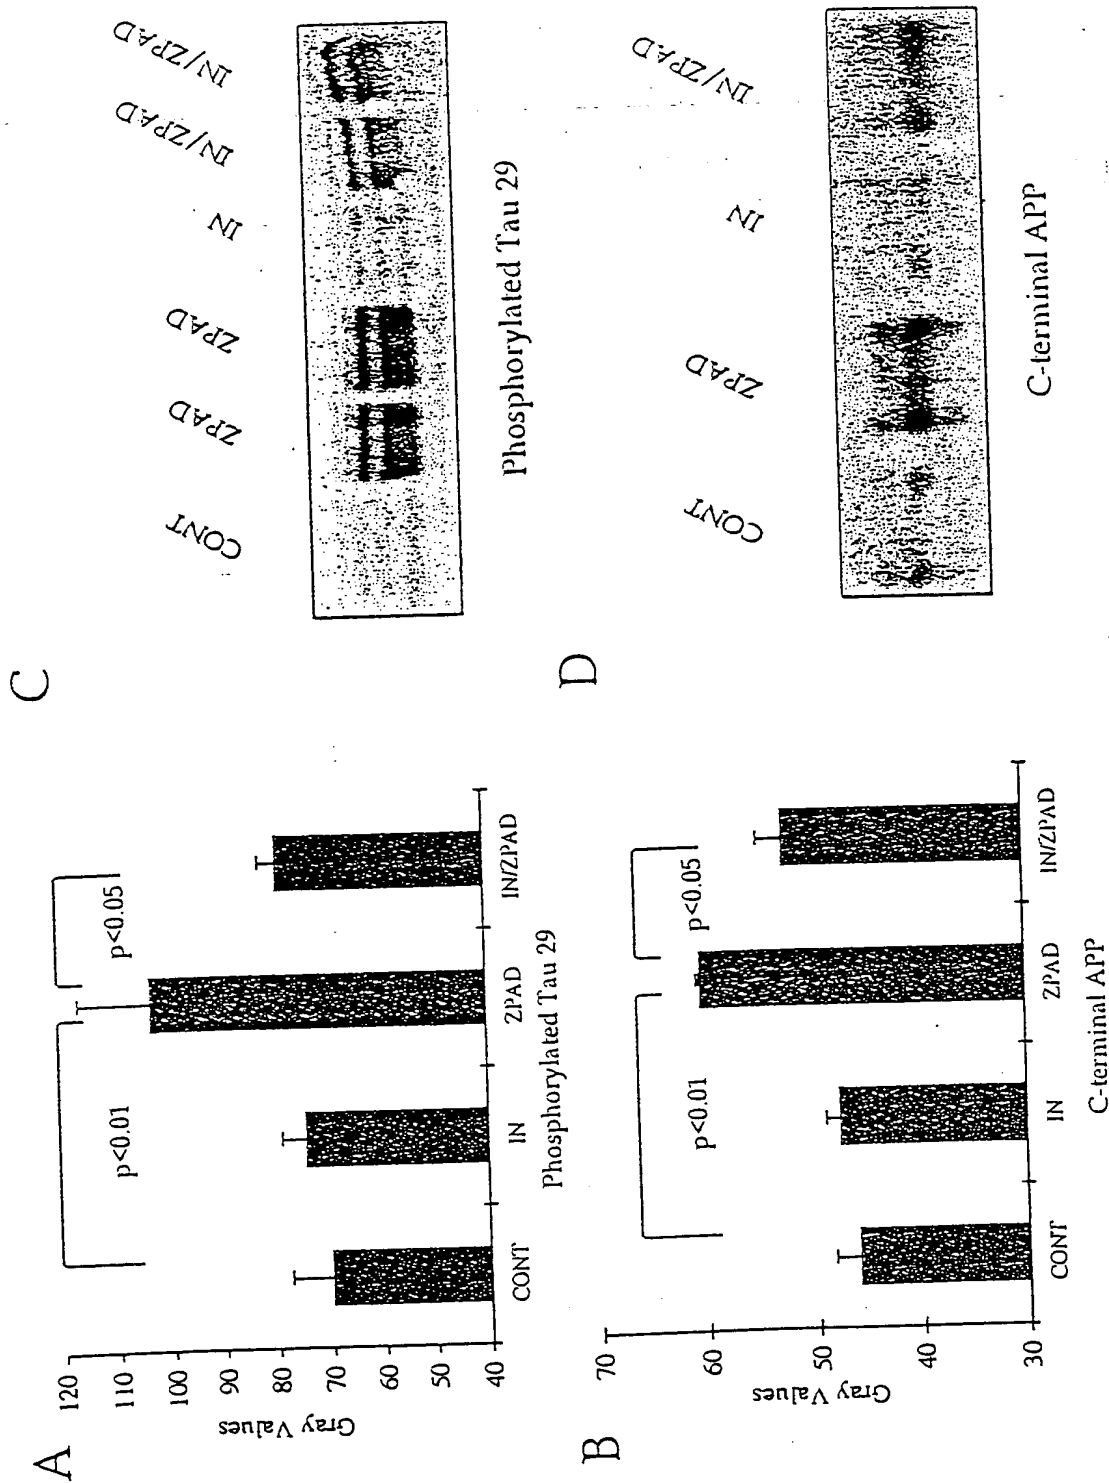 A
120
110
100
90
80
70
60
50
40
Gray Values
p<0.01
p<0.05
CONT
IN
ZPAD
IN/ZPAD
Phosphorylated Tau 29
B
70
60
50
40
30
Gray Values
p<0.01
p<0.05
CONT
IN
ZPAD
IN/ZPAD
C-terminal APP
C
CONT
ZPAD
ZPAD
IN
IN/ZPAD
IN/ZPAD
Phosphorylated Tau 29
D
CONT
ZPAD
IN
IN/ZPAD
C-terminal APP